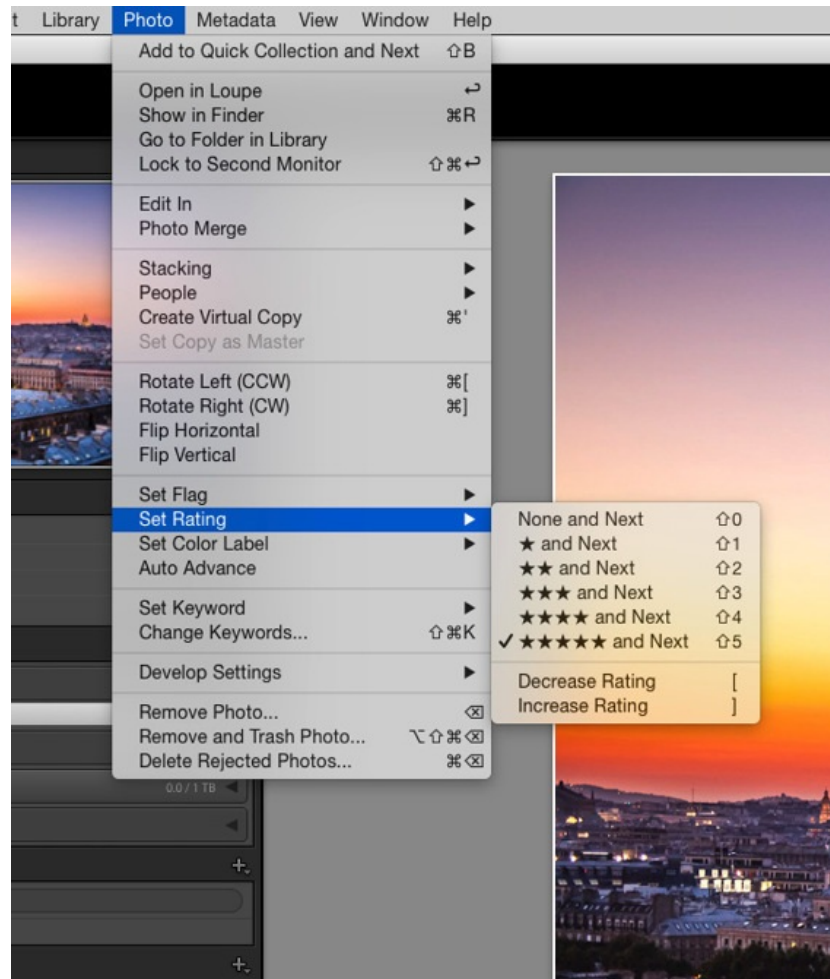 t Library Photo Metadata View Window Help
Add to Quick Collection and Next ⇧B
Open in Loupe ↩
Show in Finder ⌘R
Go to Folder in Library
Lock to Second Monitor ⇧⌘↩
Edit In ▶
Photo Merge ▶
Stacking ▶
People ▶
Create Virtual Copy ⌘'
Set Copy as Master
Rotate Left (CCW) ⌘[
Rotate Right (CW) ⌘]
Flip Horizontal
Flip Vertical
Set Flag ▶
Set Rating ▶
Set Color Label ▶
Auto Advance
Set Keyword ▶
Change Keywords... ⇧⌘K
Develop Settings ▶
Remove Photo... ⌫
Remove and Trash Photo... ⌥⇧⌘⌫
Delete Rejected Photos... ⌘⌫
None and Next ⇧0
★ and Next ⇧1
★★ and Next ⇧2
★★★ and Next ⇧3
★★★★ and Next ⇧4
✓ ★★★★★ and Next ⇧5
Decrease Rating [
Increase Rating ]
0.0 / 1 TB